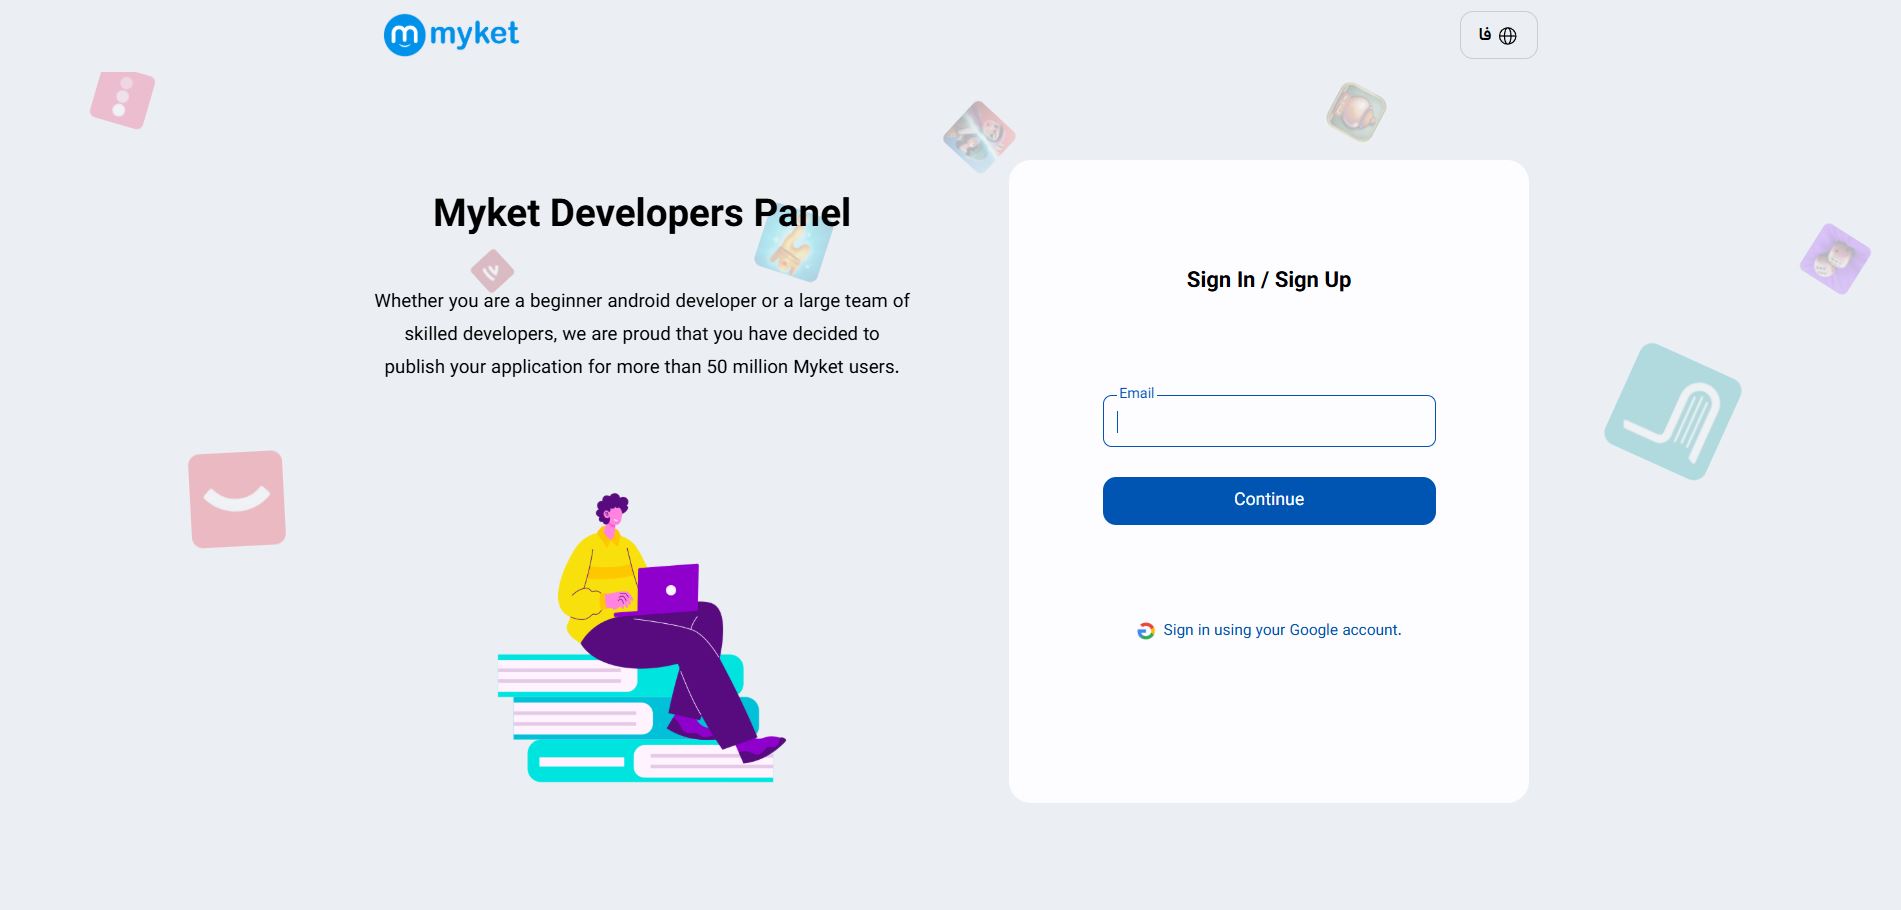 myket
فا
Myket Developers Panel
Whether you are a beginner android developer or a large team of
skilled developers, we are proud that you have decided to
publish your application for more than 50 million Myket users.
Sign In / Sign Up
Email
Continue
Sign in using your Google account.